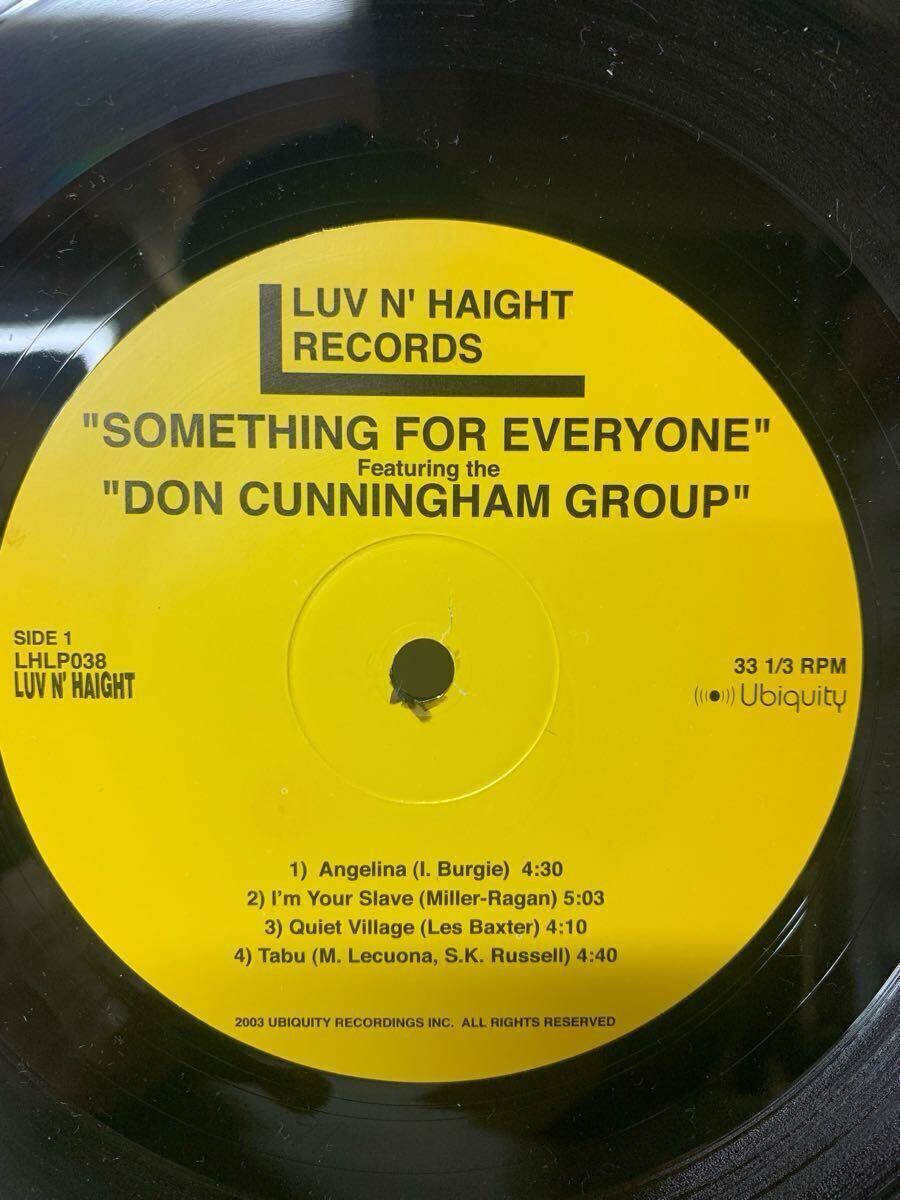 LUV N' HAIGHT
RECORDS
"SOMETHING FOR EVERYONE"
Featuring the
"DON CUNNINGHAM GROUP"
SIDE 1
LHLP038
LUV N' HAIGHT
33 1/3 RPM
Ubiquity
1) Angelina (I. Burgie) 4:30
2) I'm Your Slave (Miller-Ragan) 5:03
3) Quiet Village (Les Baxter) 4:10
4) Tabu (M. Lecuona, S.K. Russell) 4:40
2003 UBIQUITY RECORDINGS INC. ALL RIGHTS RESERVED